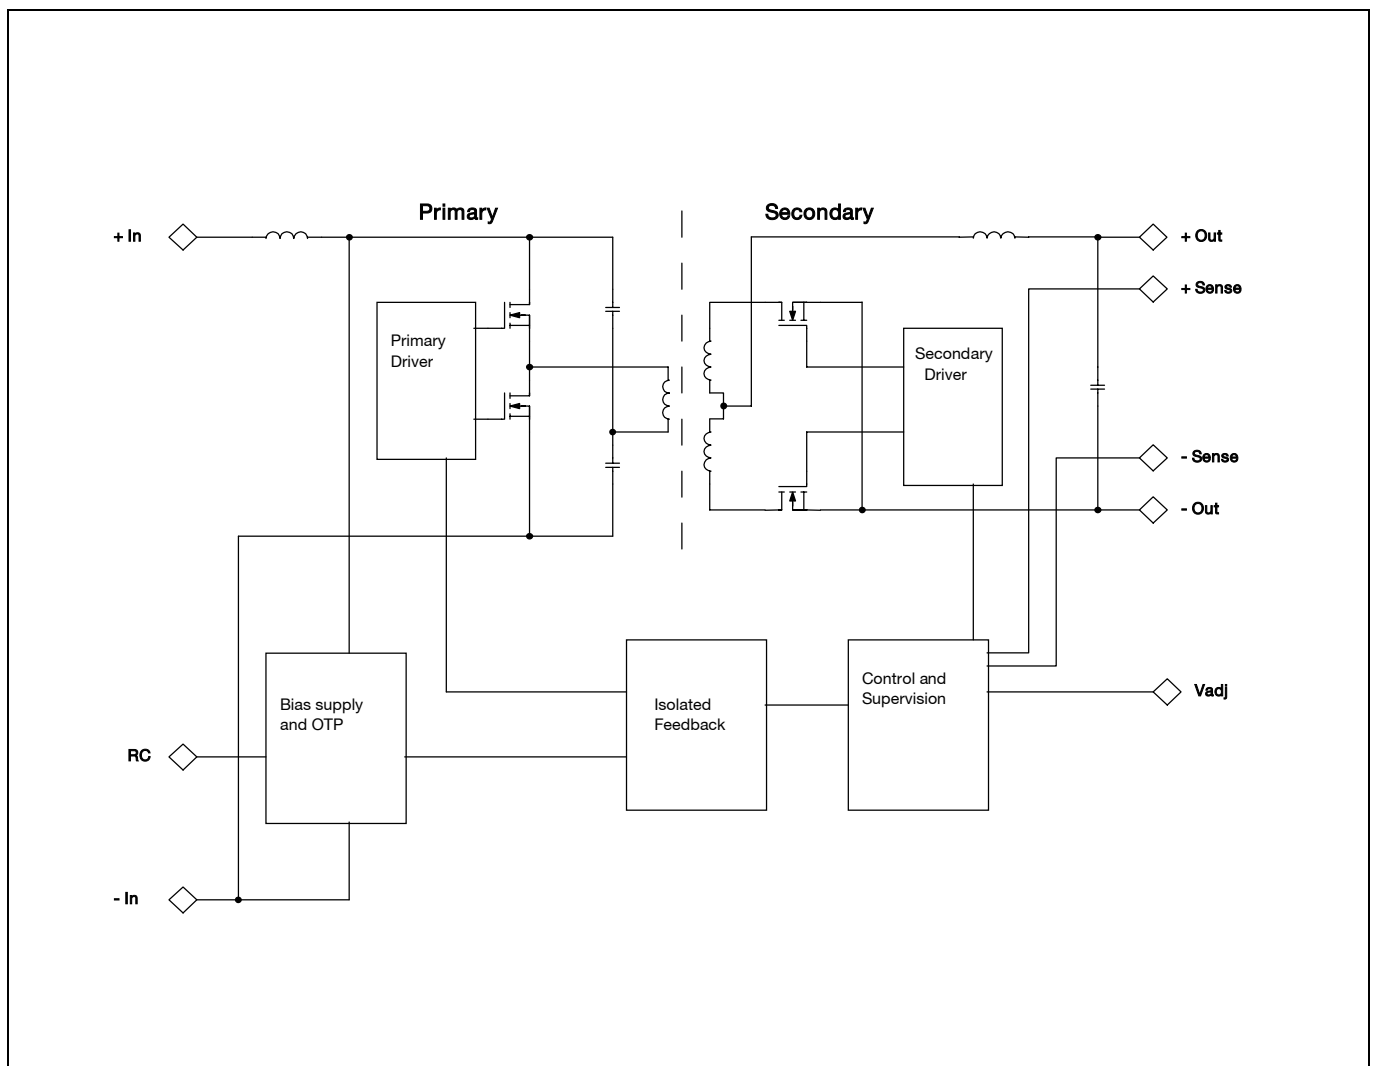 Primary
Secondary
+ In
+ Out
+ Sense
Primary
Driver
Secondary
Driver
- Sense
- Out
Bias supply
and OTP
Isolated
Feedback
Control and
Supervision
Vadj
RC
- In